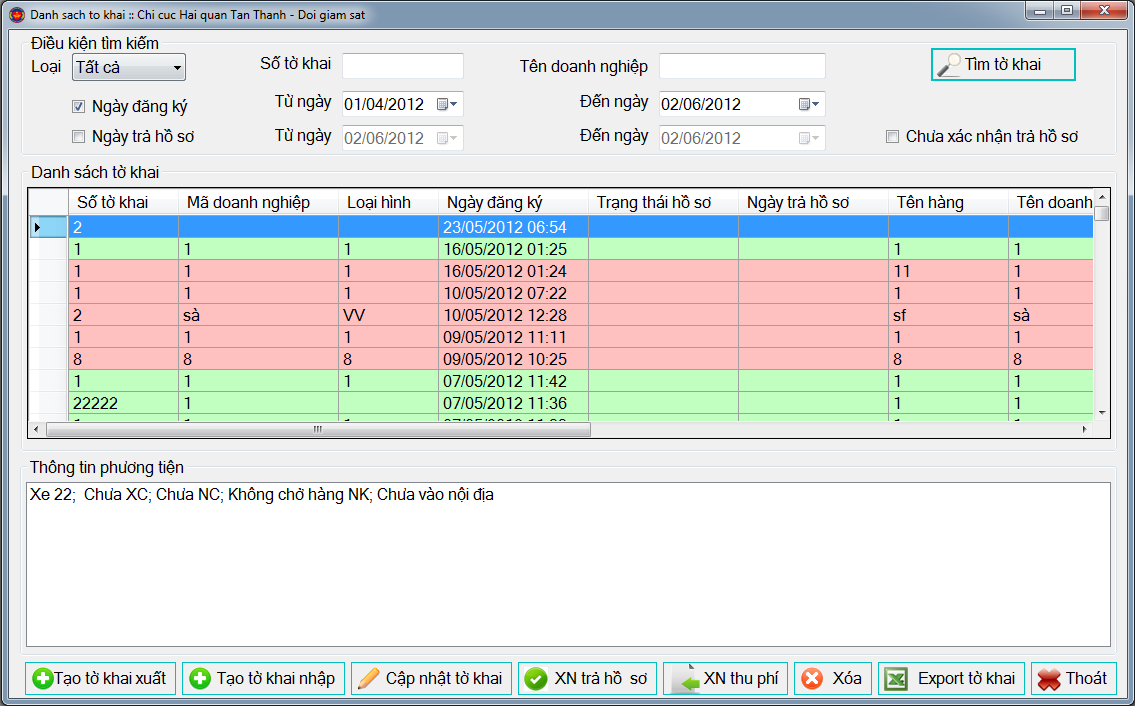 Danh sach to khai :: Chi cuc Hai quan Tan Thanh - Doi giam sat
Điều kiện tìm kiếm
Loại Tất cả Số tờ khai Tên doanh nghiệp Tìm tờ khai
Ngày đăng ký Từ ngày 01/04/2012 Đến ngày 02/06/2012
Ngày trả hồ sơ Từ ngày 02/06/2012 Đến ngày 02/06/2012 Chưa xác nhận trả hồ sơ
Danh sách tờ khai
Số tờ khai Mã doanh nghiệp Loại hình Ngày đăng ký Trạng thái hồ sơ Ngày trả hồ sơ Tên hàng Tên doanh
2 23/05/2012 06:54
1 1 1 16/05/2012 01:25 1 1
1 1 1 16/05/2012 01:24 11 1
1 1 1 10/05/2012 07:22 1 1
2 sà VV 10/05/2012 12:28 sf sà
1 1 1 09/05/2012 11:11 1 1
8 8 8 09/05/2012 10:25 8 8
1 1 1 07/05/2012 11:42 1 1
22222 1 07/05/2012 11:36 1 1
Thông tin phương tiện
Xe 22;  Chưa XC; Chưa NC; Không chở hàng NK; Chưa vào nội địa
Tạo tờ khai xuất Tạo tờ khai nhập Cập nhật tờ khai XN trả hồ  sơ XN thu phí Xóa Export tờ khai Thoát